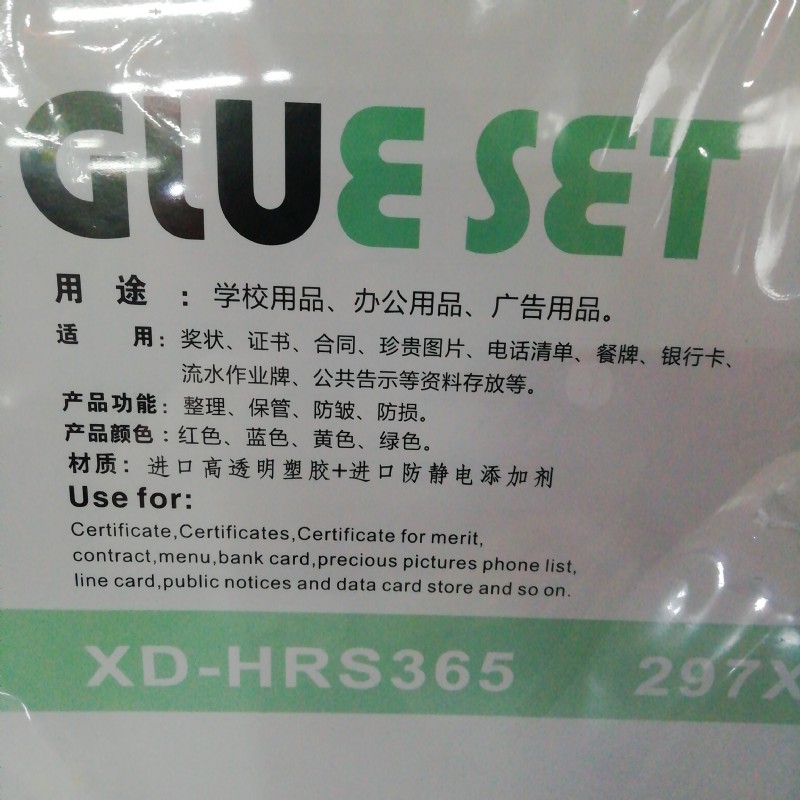 GLUE SET
用途：学校用品、办公用品、广告用品。
适用：奖状、证书、合同、珍贵图片、电话清单、餐牌、银行卡、
流水作业牌、公共告示等资料存放等。
产品功能：整理、保管、防皱、防损。
产品颜色：红色、蓝色、黄色、绿色。
材质：进口高透明塑胶+进口防静电添加剂
Use for:
Certificate,Certificates,Certificate for merit,
contract,menu,bank card,precious pictures phone list,
line card,public notices and data card store and so on.
XD-HRS365 297X